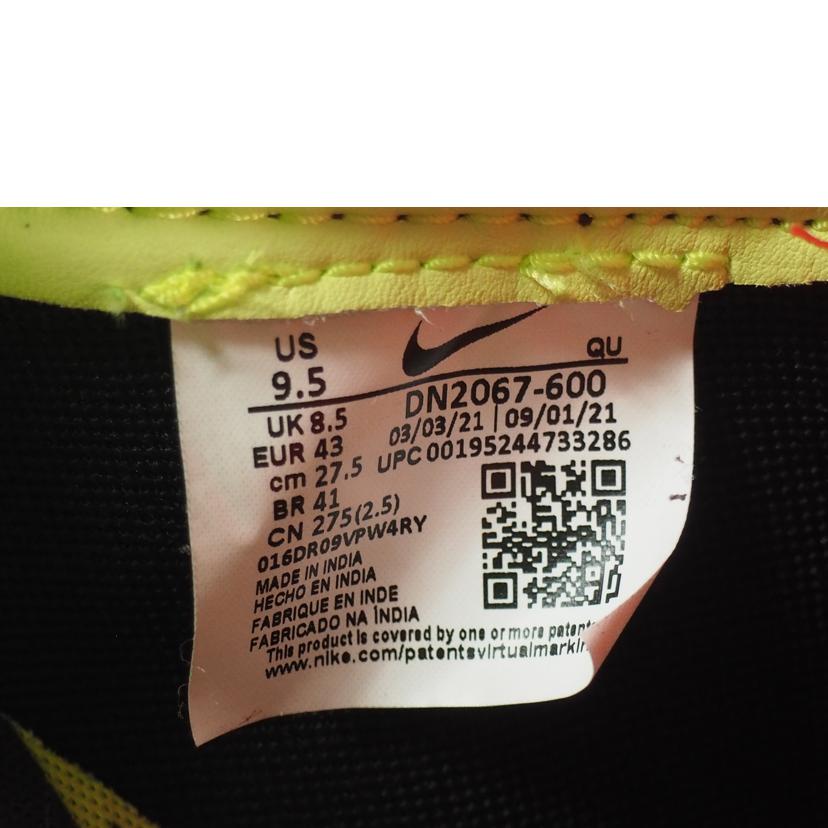 US QU
9.5 DN2067-600
UK 8.5 03/03/21 | 09/01/21
EUR 43 UPC 00195244733286
cm 27.5
BR 41
CN 275(2.5)
016DR09VPW4RY
MADE IN INDIA
HECHO EN INDIA
FABRIQUE EN INDE
FABRICADO NA ÍNDIA
This product is covered by one or more
www.nike.com/patentsvirtualmarkin